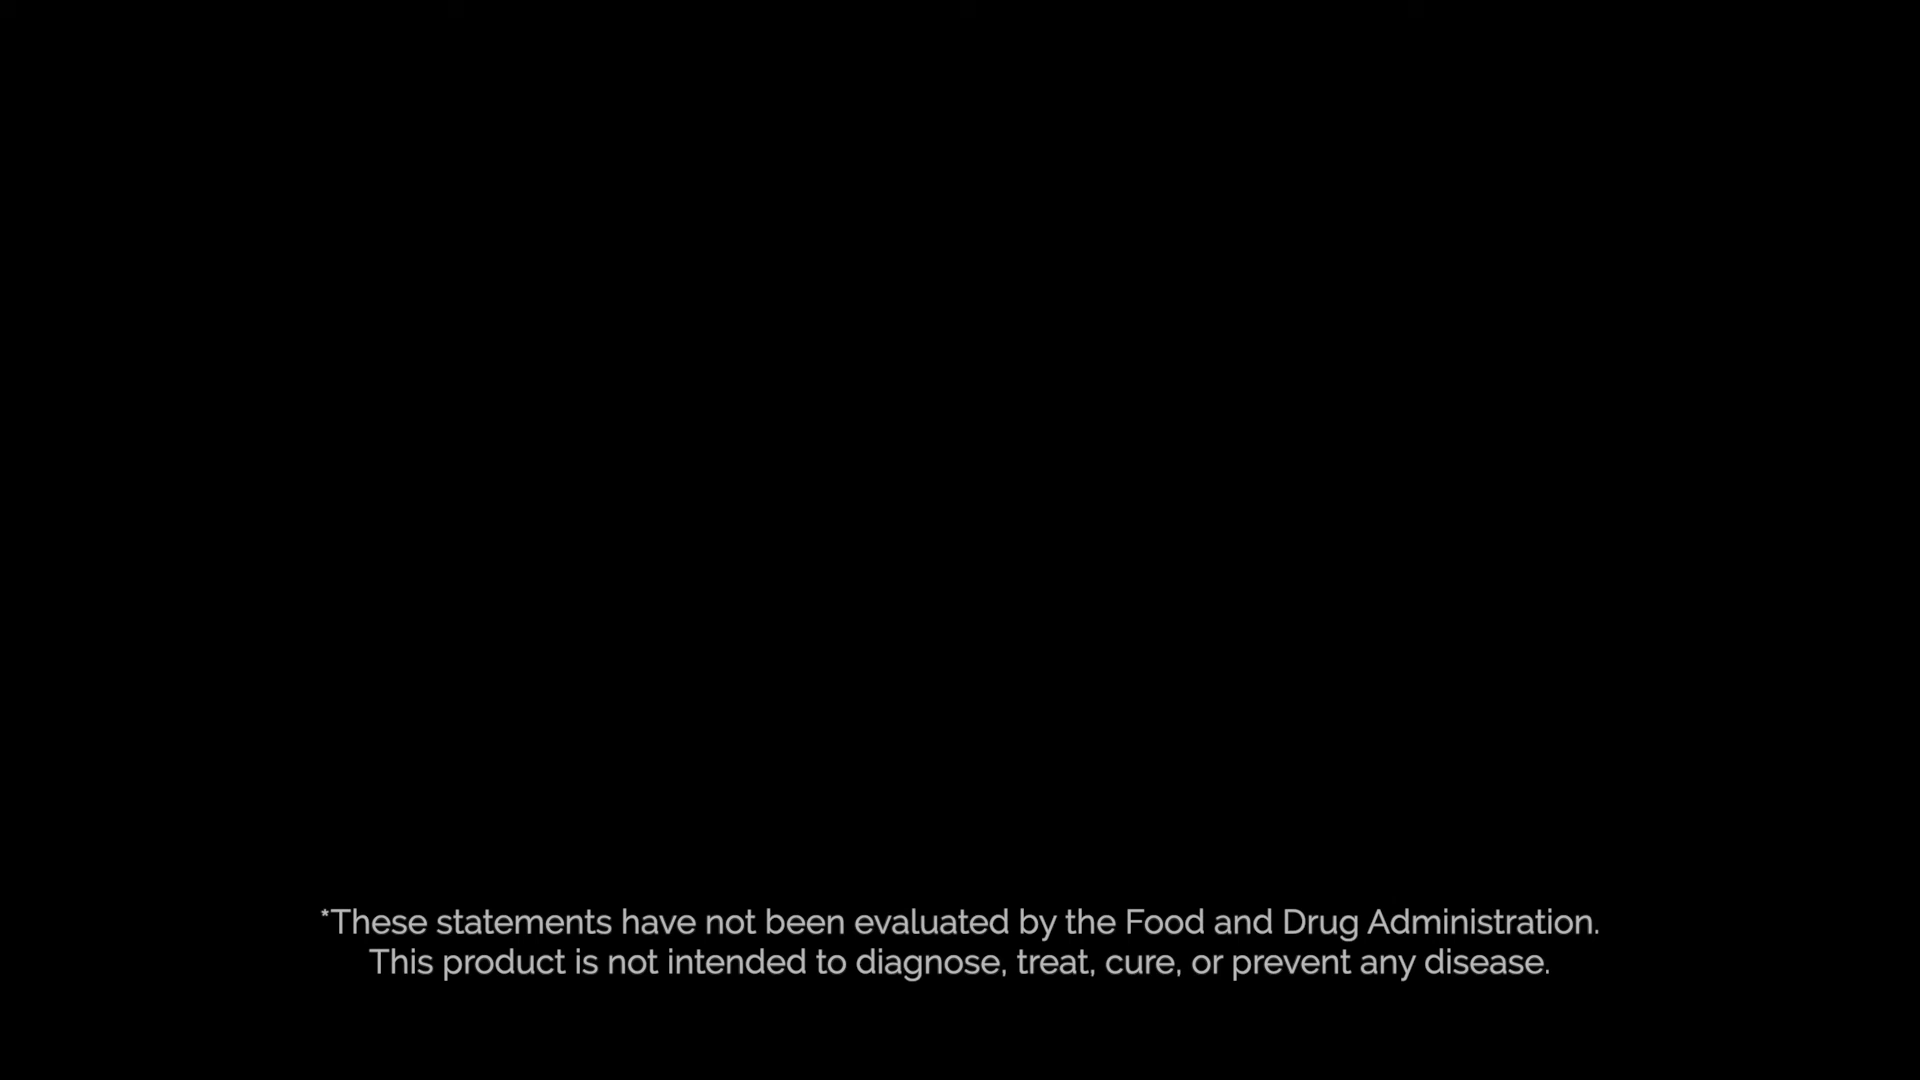 *These statements have not been evaluated by the Food and Drug Administration.
This product is not intended to diagnose, treat, cure, or prevent any disease.